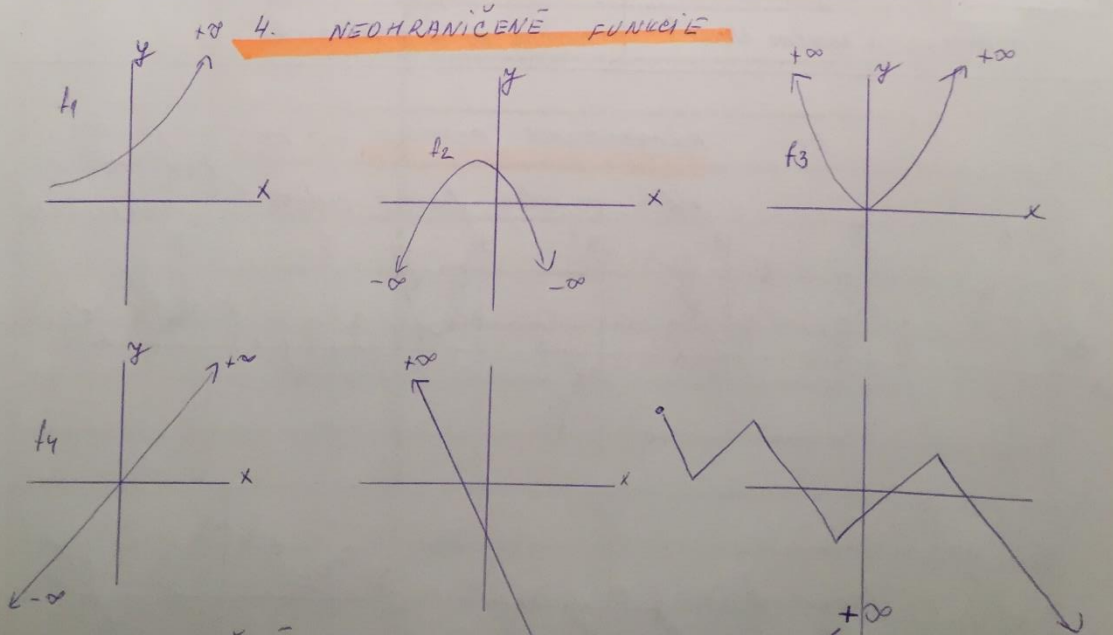 4. NEOHRANIČENÉ FUNKCIE
+∞ y f1 x
y f2 x -∞ -∞
+∞ y +∞ f3 x
y +∞ f4 x -∞
+∞ x
+∞